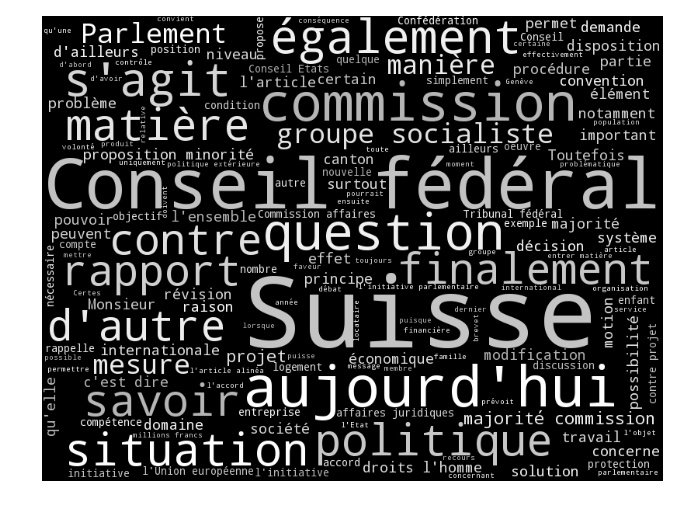 qu'une
convient
conséquence
Confédération
permet
demande
Parlement
également
Conseil
certaine
effectivement
disposition
d'ailleurs
position
niveau
propose
quelque
manière
procédure
partie
d'abord
contrôle
Conseil Etats
s'agit
d'avoir
l'article
certain
simplement
Genève
convention
élément
problème
condition
commission
notamment
matière
relative
groupe socialiste
population
important
volonté
produit
toute
ailleurs
oeuvre
Toutefois
proposition minorité
canton
nouvelle
uniquement
politique extérieure
moment
problématique
autre
surtout
pourrait
ensuite
Conseil fédéral
doivent
pouvoir
objectif
l'ensemble
Commission affaires
Tribunal fédéral
exemple
majorité
peuvent
contre
question
groupe
décision
système
article
compte
mettre
effet
toujours
entrer matière
nécessaire
rapport
nombre
faveur
principe
débat
finalement
l'initiative parlementaire
international
organisation
Certes
révision
Monsieur
raison
année
Suisse
locataire
dernier
enfant
service
lorsque
puisque
financière
brevet
motion
possibilité
contre projet
d'autre
rappelle
internationale
projet
puisse
économique
famille
modification
possible
mesure
l'article alinéa
logement
message
membre
discussion
permettre
c'est dire
l'accord
aujourd'hui
prévoit
qu'elle
savoir
entreprise
affaires juridiques
majorité commission
compétence
domaine
société
l'Etat
politique
travail
l'objet
millions francs
situation
accord
recours
concerne
droits l'homme
solution
protection
initiative
l'Union européenne
l'initiative
concernant
parlementaire